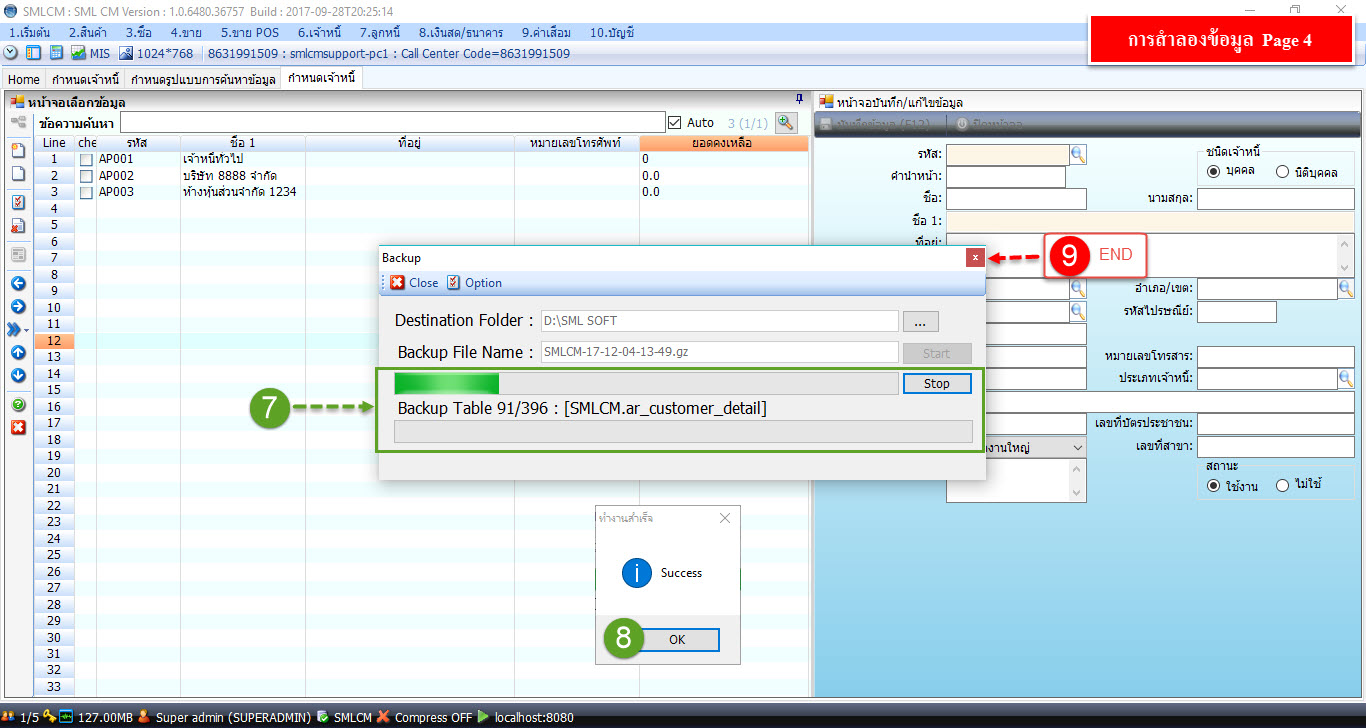 SMLCM : SML CM Version : 1.0.6480.36757 Build : 2017-09-28T20:25:14
1.เริ่มต้น 2.สินค้า 3.ซื้อ 4.ขาย 5.ขาย POS 6.เจ้าหนี้ 7.ลูกหนี้ 8.เงินสด/ธนาคาร 9.ค่าเสื่อม 10.บัญชี
การสำลองข้อมูล Page 4
MIS 1024*768 8631991509 : smlcmsupport-pc1 : Call Center Code=8631991509
Home กำหนดเจ้าหนี้ กำหนดรูปแบบการค้นหาข้อมูล กำหนดเจ้าหนี้
หน้าจอเลือกข้อมูล
ข้อความค้นหา Auto 3 (1/1)
Line che รหัส ชื่อ 1 ที่อยู่ หมายเลขโทรศัพท์ ยอดคงเหลือ
1 AP001 เจ้าหนี้ทั่วไป 0
2 AP002 บริษัท 8888 จำกัด 0.0
3 AP003 ห้างหุ้นส่วนจำกัด 1234 0.0
4
5
6
7
8
9
10
11
12
13
14
15
16
17
18
19
20
21
22
23
24
25
26
27
28
29
30
31
32
33
หน้าจอบันทึก/แก้ไขข้อมูล
บันทึกข้อมูล (F12) ปิดหน้าจอ
รหัส: ชนิดเจ้าหนี้
คำนำหน้า: บุคคล นิติบุคคล
ชื่อ: นามสกุล:
ชื่อ 1:
ที่อยู่:
อำเภอ/เขต:
รหัสไปรษณีย์:
หมายเลขโทรสาร:
ประเภทเจ้าหนี้:
เลขที่บัตรประชาชน:
เลขที่สาขา:
สถานะ
ใช้งาน ไม่ใช้
Backup x
9 END
Close Option
Destination Folder : D:\SML SOFT ...
Backup File Name : SMLCM-17-12-04-13-49.gz Start
Stop
7 Backup Table 91/396 : [SMLCM.ar_customer_detail]
ทำงานสำเร็จ
i Success
8 OK
1/5 127.00MB Super admin (SUPERADMIN) SMLCM Compress OFF localhost:8080